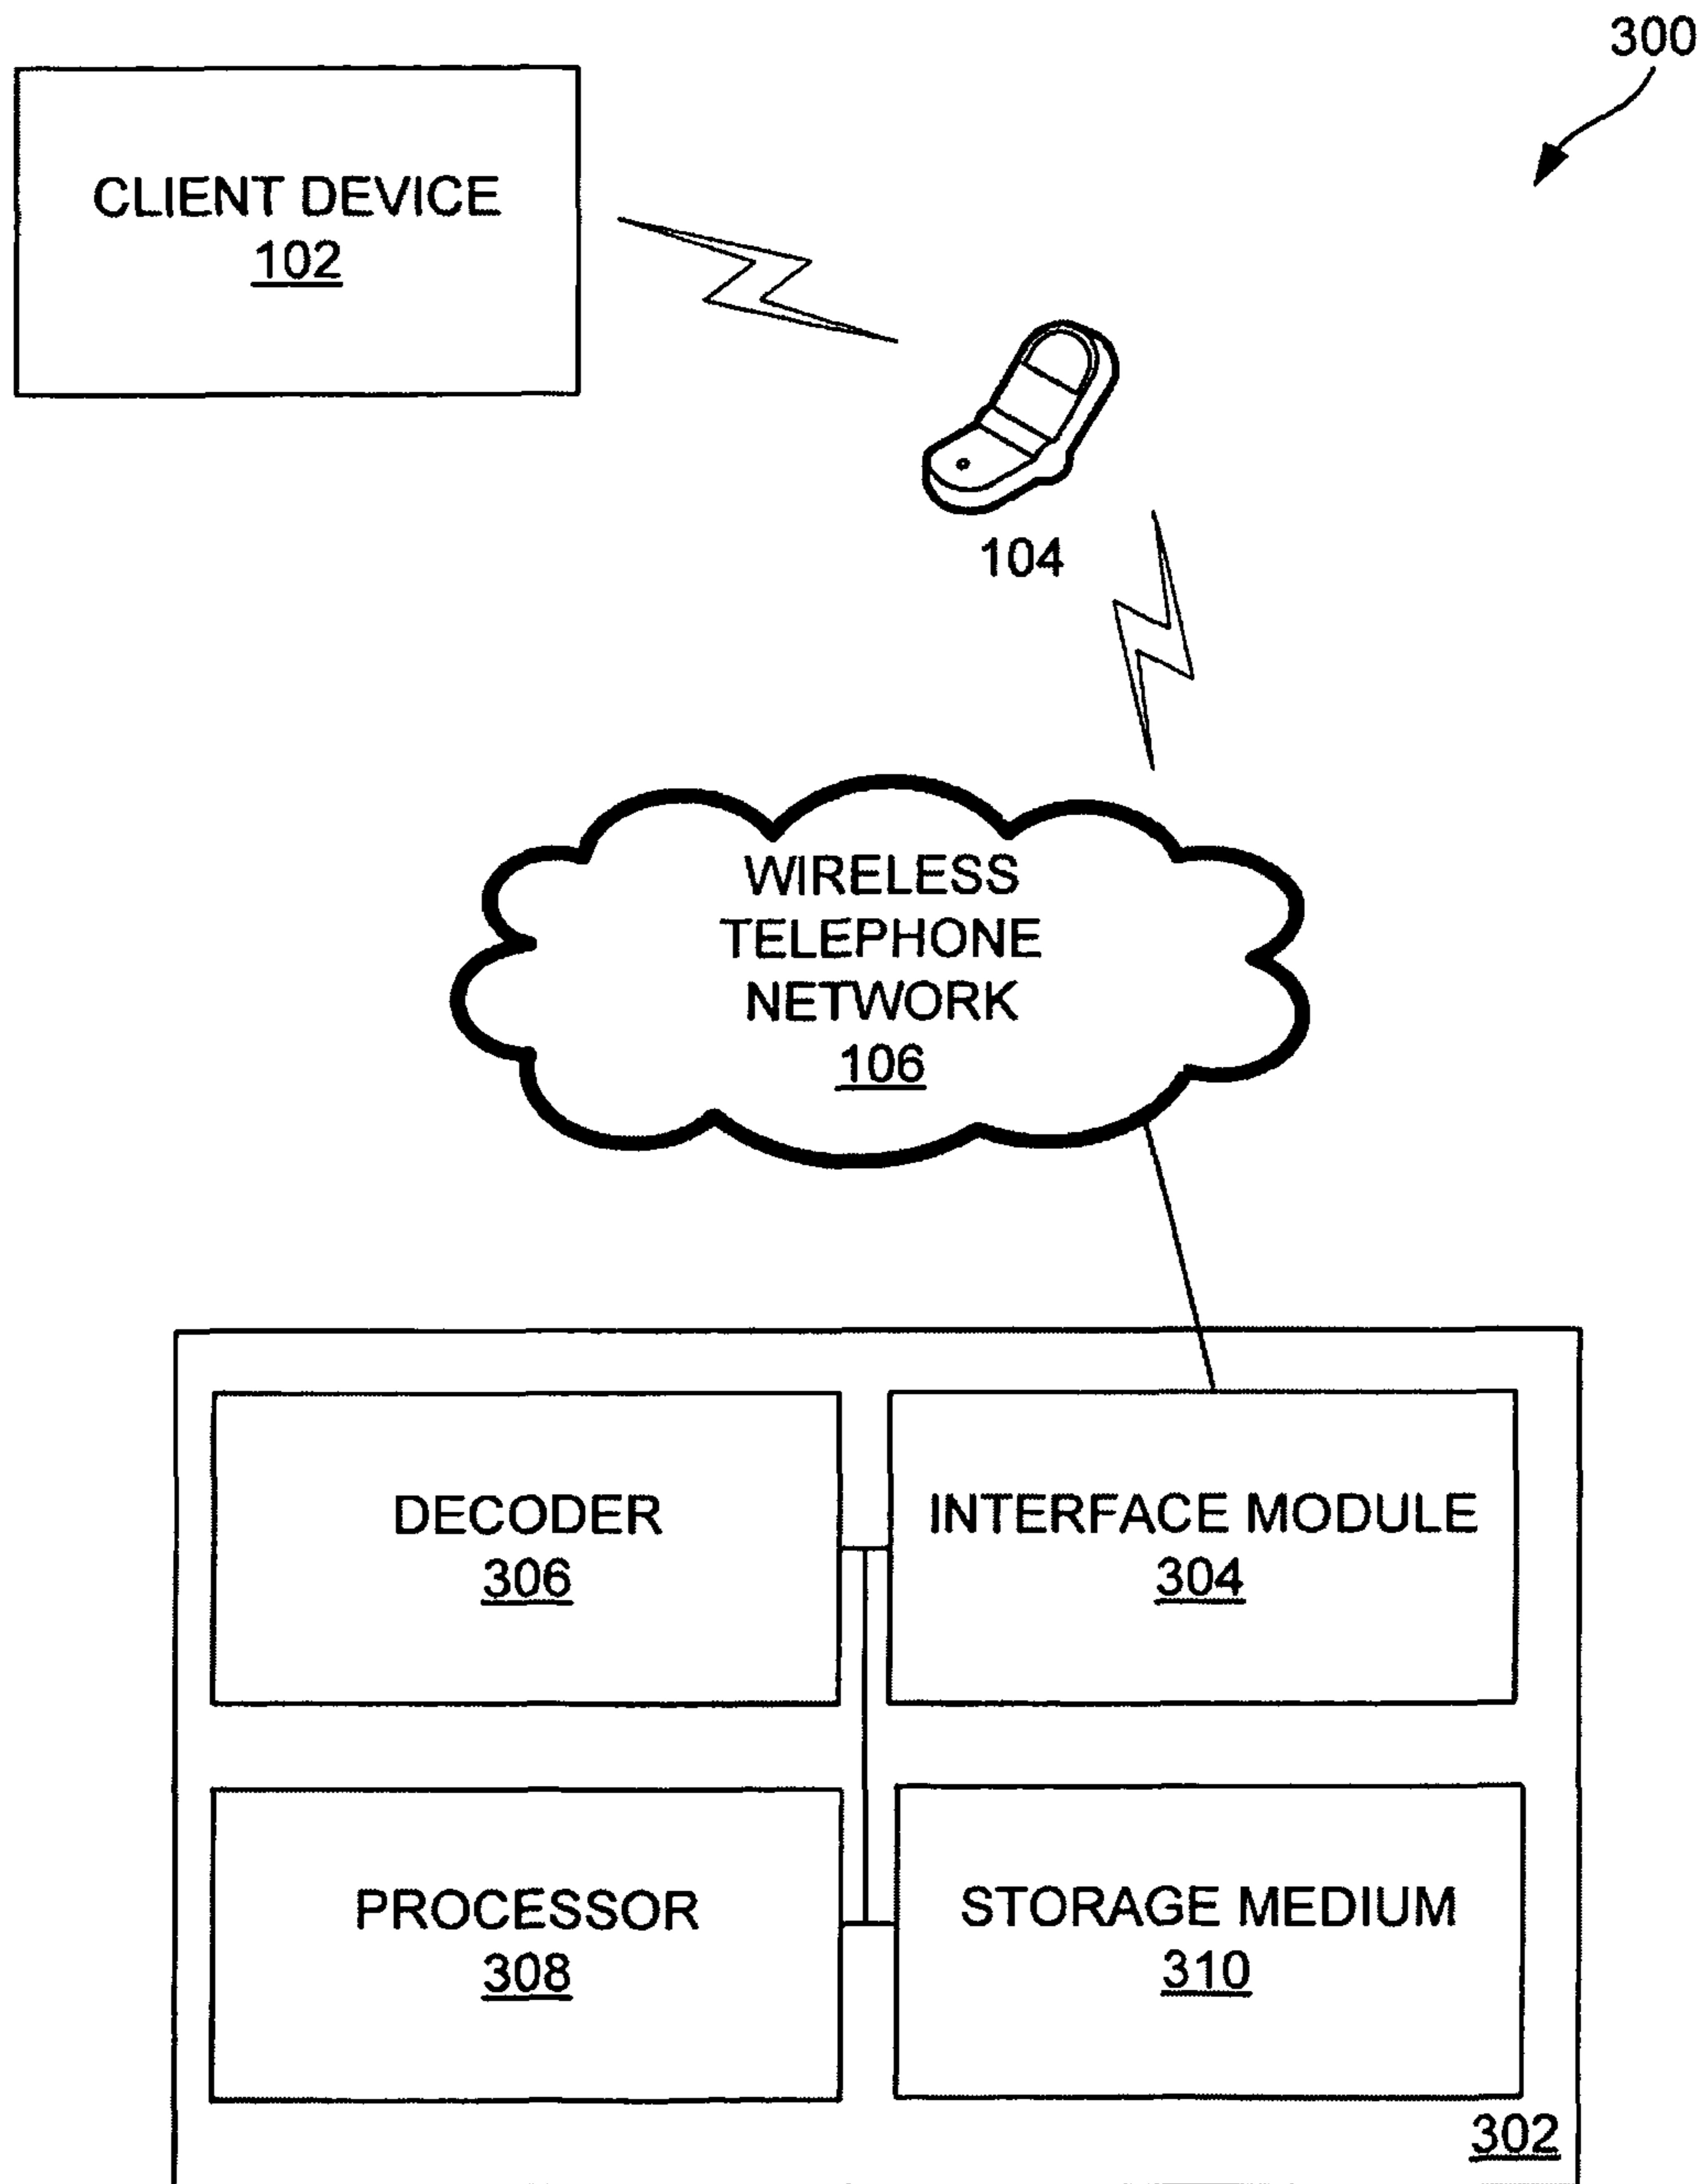 300
CLIENT DEVICE
102
104
WIRELESS
TELEPHONE
NETWORK
106
DECODER
306
INTERFACE MODULE
304
PROCESSOR
308
STORAGE MEDIUM
310
302